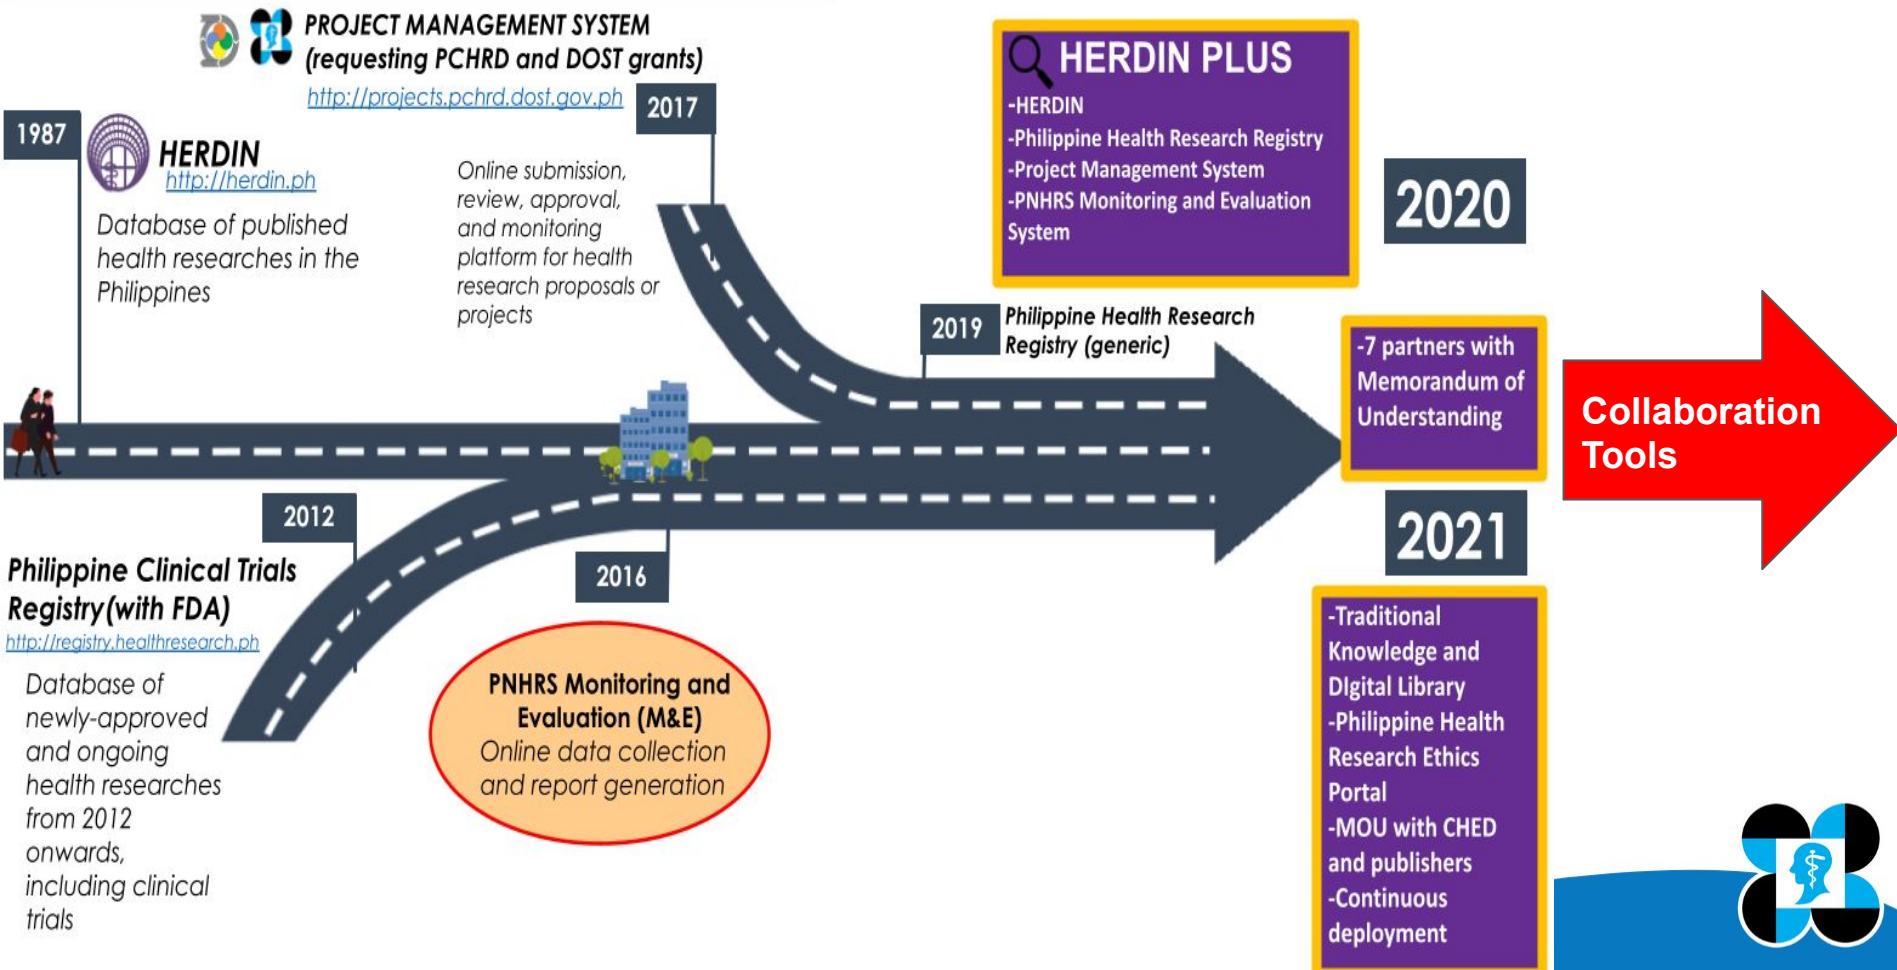 PROJECT MANAGEMENT SYSTEM
(requesting PCHRD and DOST grants)
http://projects.pchrd.dost.gov.ph
2017
1987
HERDIN
http://herdin.ph
Database of published
health researches in the
Philippines
Online submission,
review, approval,
and monitoring
platform for health
research proposals or
projects
HERDIN PLUS
-HERDIN
-Philippine Health Research Registry
-Project Management System
-PNHRS Monitoring and Evaluation
System
2020
2019
Philippine Health Research
Registry (generic)
-7 partners with
Memorandum of
Understanding
Collaboration
Tools
2012
Philippine Clinical Trials
Registry(with FDA)
http://registry.healthresearch.ph
Database of
newly-approved
and ongoing
health researches
from 2012
onwards,
including clinical
trials
2016
PNHRS Monitoring and
Evaluation (M&E)
Online data collection
and report generation
2021
-Traditional
Knowledge and
DIgital Library
-Philippine Health
Research Ethics
Portal
-MOU with CHED
and publishers
-Continuous
deployment